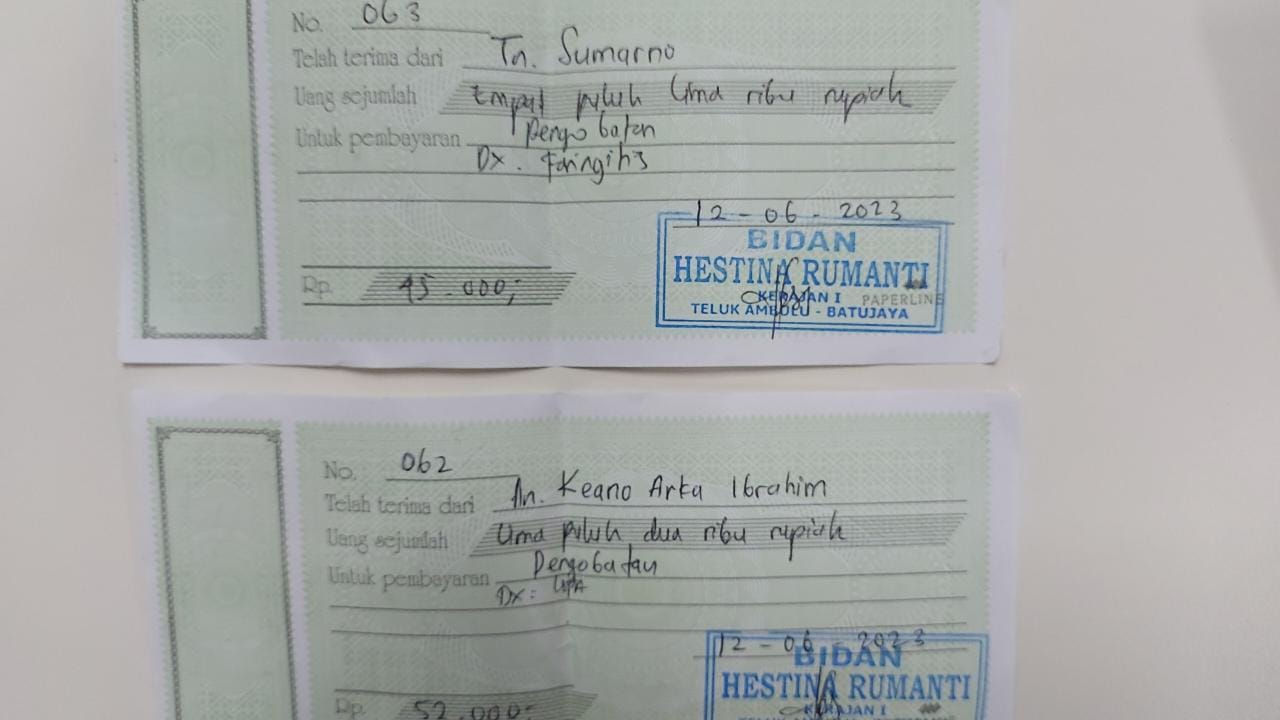 No. 063
Telah terima dari Tn. Sumarno
Uang sejumlah Empat puluh lima ribu rupiah
Untuk pembayaran Pengobatan
Dx. Faringitis
12 - 06 - 2023
BIDAN
HESTINA RUMANTI
KERAJAN I PAPERLINE
TELUK AMBULU - BATUJAYA
Rp. 45.000,-
No. 062
Telah terima dari An. Keano Arka Ibrahim
Uang sejumlah Lima puluh dua ribu rupiah
Untuk pembayaran Pengobatan
Dx:
12 - 06 - 2023
BIDAN
HESTINA RUMANTI
KERAJAN I
Rp. 52.000,-